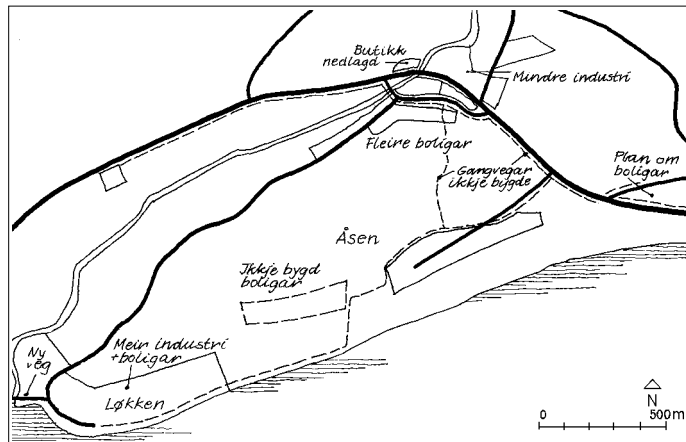 Butikk
nedlagd
Mindre industri
Fleire boligar
Gangvegar
ikkje bygde
Plan om
boligar
Åsen
Ikkje bygd
boligar
Ny
veg
Meir industri
+boligar
Løkken
N
0
500m